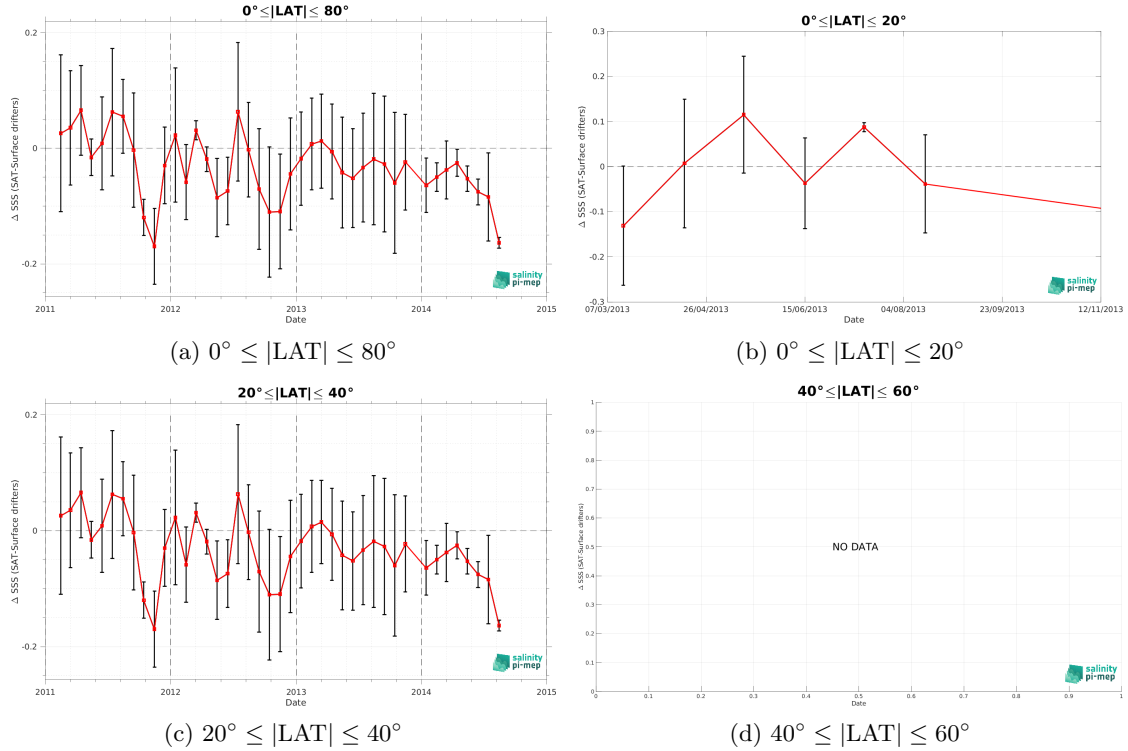 0°≤|LAT|≤ 80°
Δ SSS (SAT-Surface drifters)
0.2
0
-0.2
2011 2012 2013 2014 2015
Date
salinity
pi-mep
(a) 0° ≤ |LAT| ≤ 80°
0°≤|LAT|≤ 20°
Δ SSS (SAT-Surface drifters)
0.3
0.2
0.1
0
-0.1
-0.2
-0.3
07/03/2013 26/04/2013 15/06/2013 04/08/2013 23/09/2013 12/11/2013
Date
salinity
pi-mep
(b) 0° ≤ |LAT| ≤ 20°
20°≤|LAT|≤ 40°
Δ SSS (SAT-Surface drifters)
0.2
0
-0.2
2011 2012 2013 2014 2015
Date
salinity
pi-mep
(c) 20° ≤ |LAT| ≤ 40°
40°≤|LAT|≤ 60°
Δ SSS (SAT-Surface drifters)
1
0.9
0.8
0.7
0.6
0.5
0.4
0.3
0.2
0.1
0
NO DATA
0 0.1 0.2 0.3 0.4 0.5 0.6 0.7 0.8 0.9 1
Date
salinity
pi-mep
(d) 40° ≤ |LAT| ≤ 60°